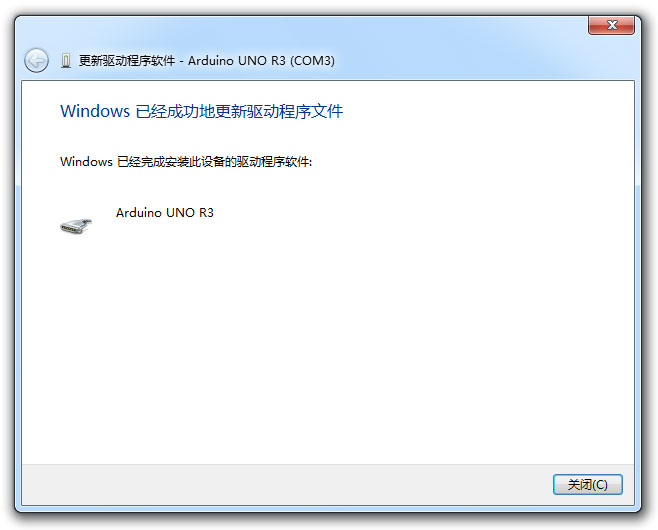 更新驱动程序软件 - Arduino UNO R3 (COM3)
Windows 已经成功地更新驱动程序文件
Windows 已经完成安装此设备的驱动程序软件:
Arduino UNO R3
关闭(C)